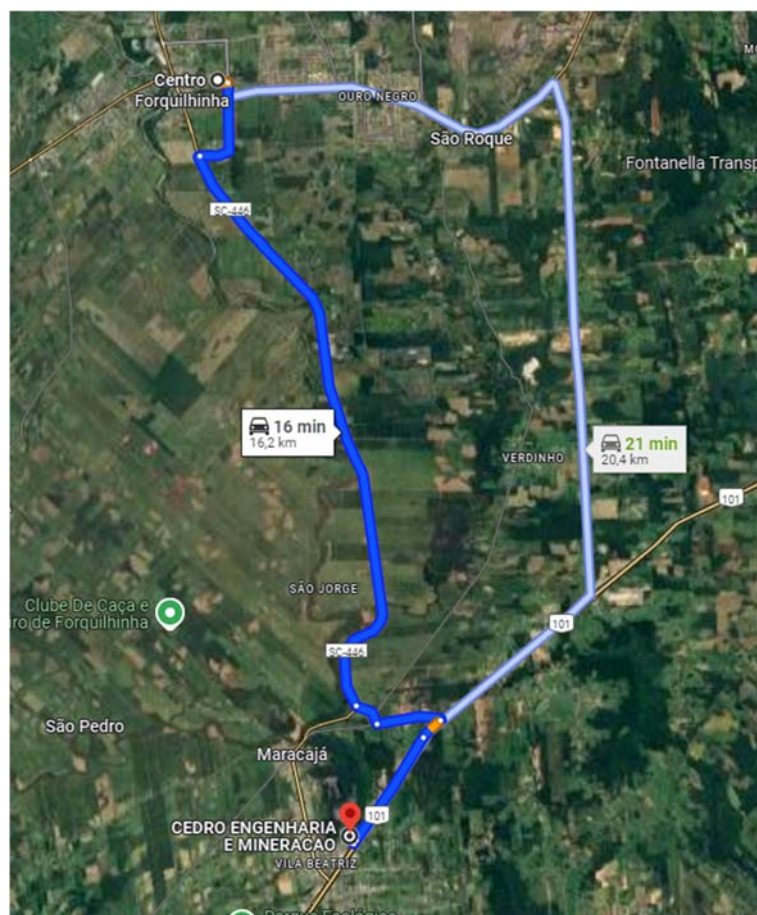 Centro
Forquilhinha
OURO NEGRO
São Roque
Fontanella Transp
SC-446
16 min
16,2 km
21 min
20,4 km
VERDINHO
101
SÃO JORGE
Clube De Caça e
iro de Forquilhinha
101
SC-446
São Pedro
Maracajá
101
CEDRO ENGENHARIA
E MINERACAO
VILA BEATRIZ